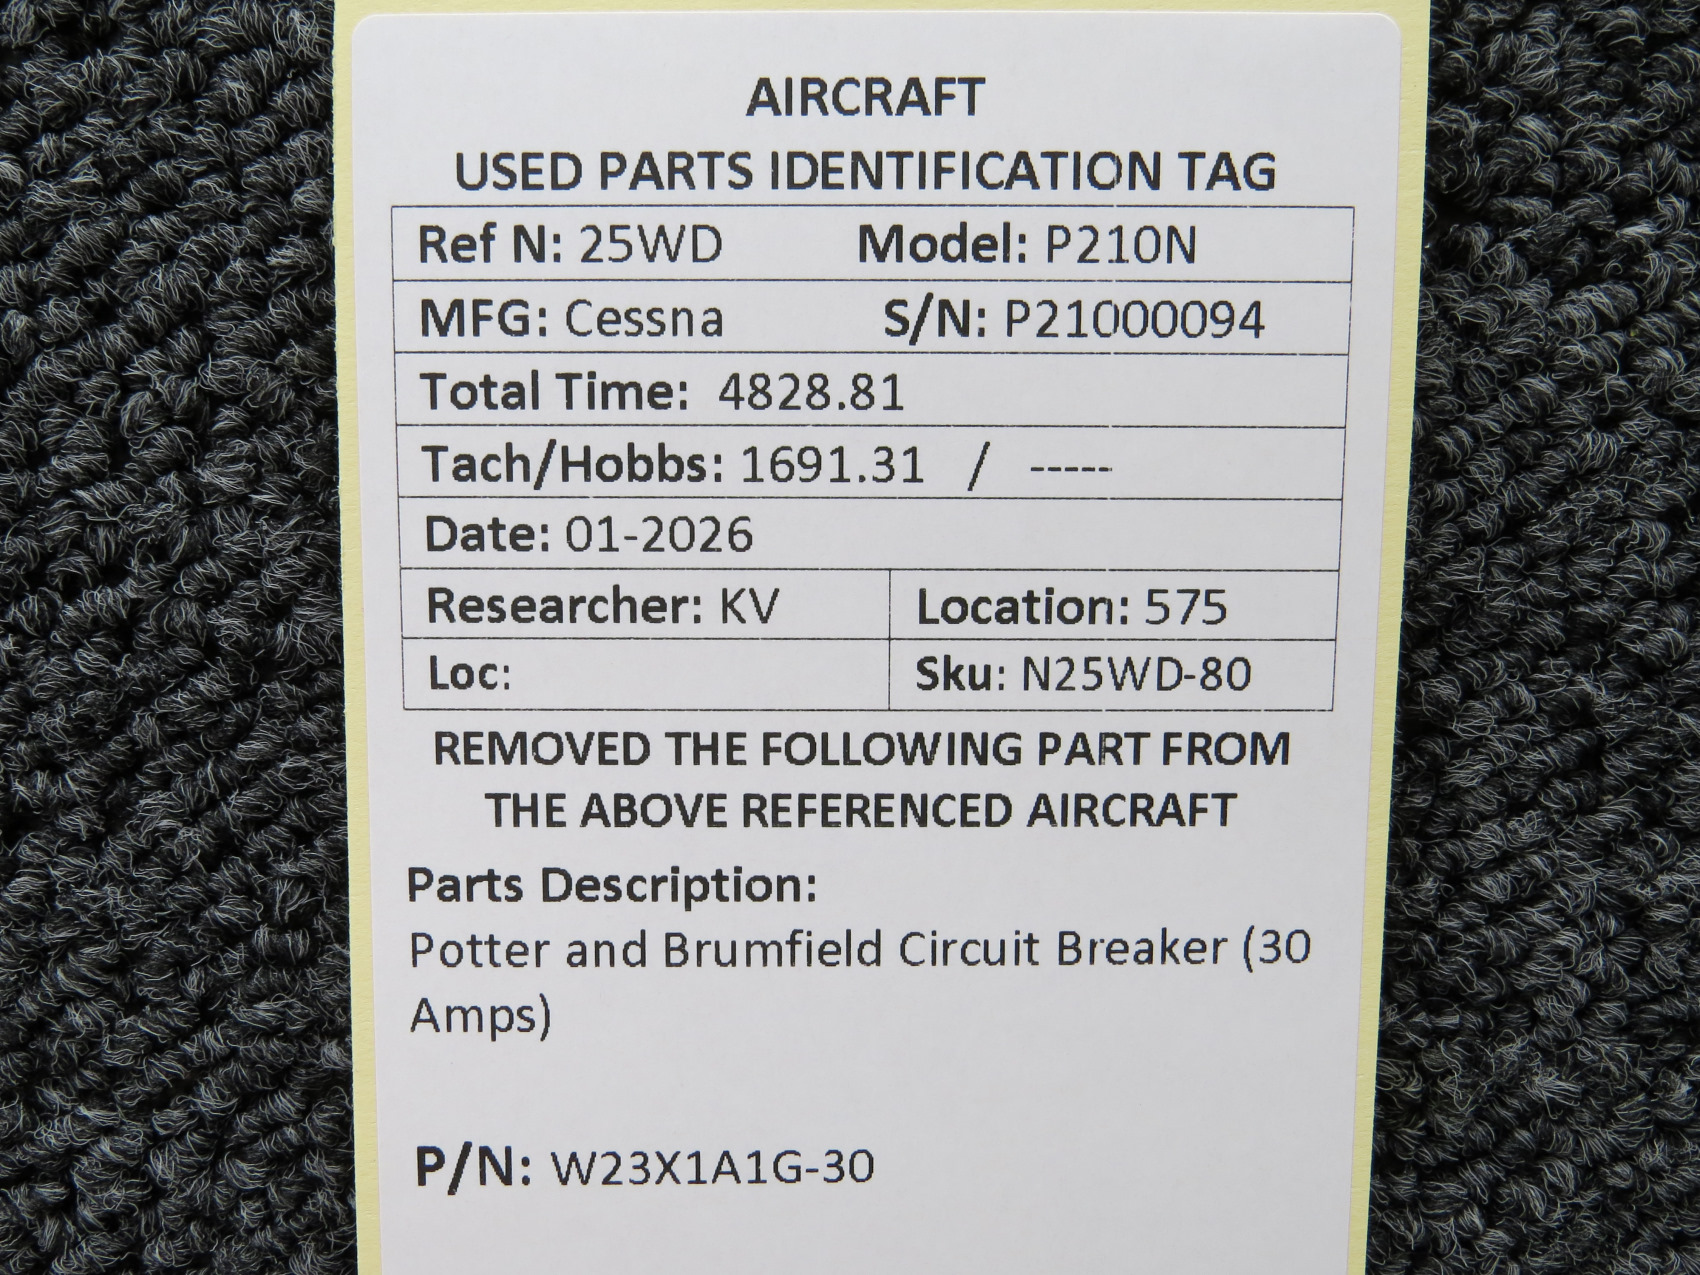 AIRCRAFT
USED PARTS IDENTIFICATION TAG
Ref N: 25WD Model: P210N
MFG: Cessna S/N: P21000094
Total Time: 4828.81
Tach/Hobbs: 1691.31 / -----
Date: 01-2026
Researcher: KV Location: 575
Loc: Sku: N25WD-80
REMOVED THE FOLLOWING PART FROM
THE ABOVE REFERENCED AIRCRAFT
Parts Description:
Potter and Brumfield Circuit Breaker (30
Amps)
P/N: W23X1A1G-30